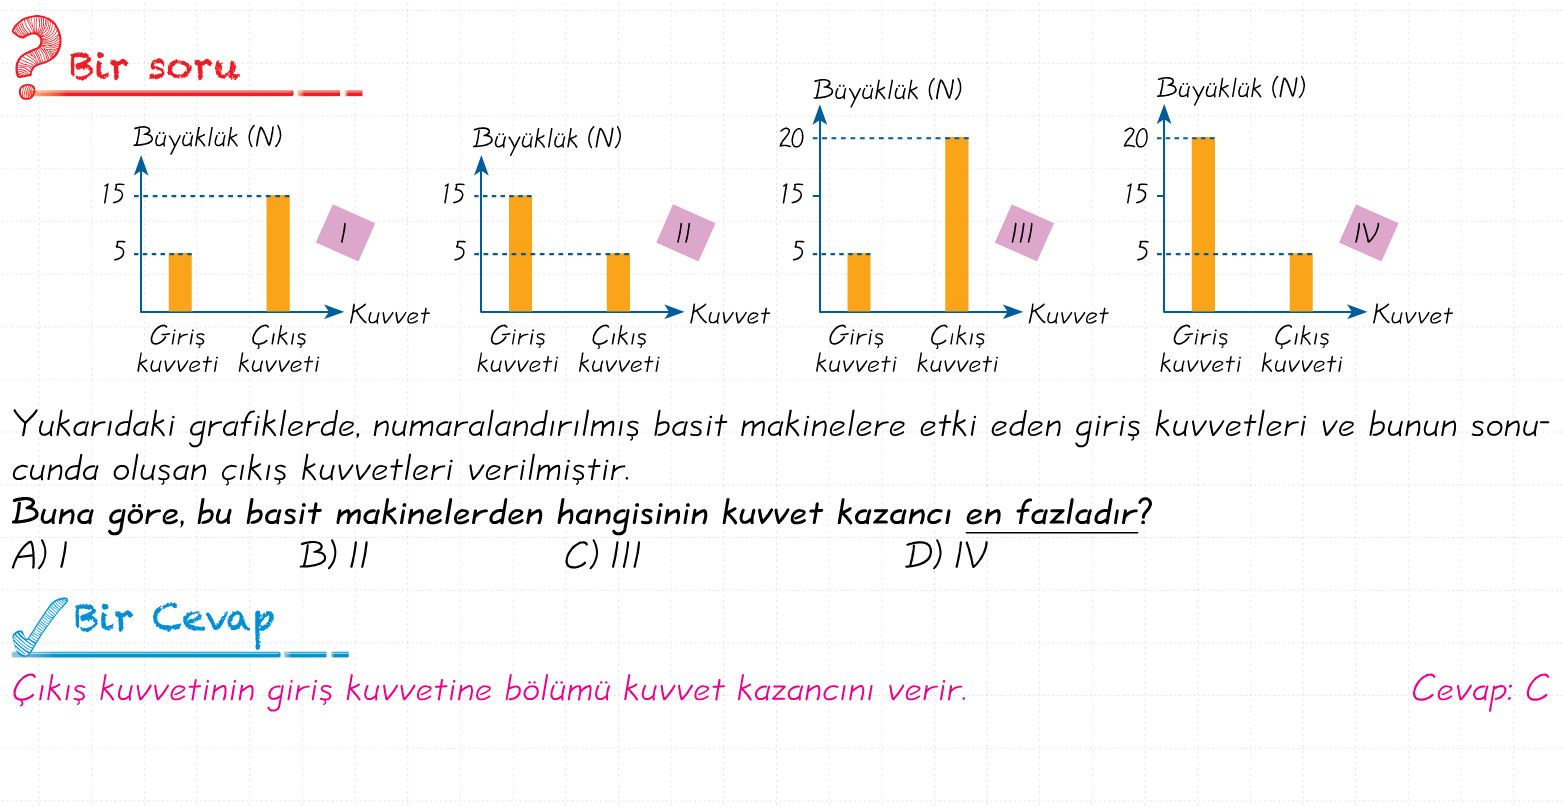 Bir soru
Büyüklük (N)
15
5
Giriş kuvveti
Çıkış kuvveti
Kuvvet
I
Büyüklük (N)
15
5
Giriş kuvveti
Çıkış kuvveti
Kuvvet
II
Büyüklük (N)
20
15
5
Giriş kuvveti
Çıkış kuvveti
Kuvvet
III
Büyüklük (N)
20
15
5
Giriş kuvveti
Çıkış kuvveti
Kuvvet
IV
Yukarıdaki grafiklerde, numaralandırılmış basit makinelere etki eden giriş kuvvetleri ve bunun sonu-
cunda oluşan çıkış kuvvetleri verilmiştir.
Buna göre, bu basit makinelerden hangisinin kuvvet kazancı en fazladır?
A) I B) II C) III D) IV
Bir Cevap
Çıkış kuvvetinin giriş kuvvetine bölümü kuvvet kazancını verir. Cevap: C